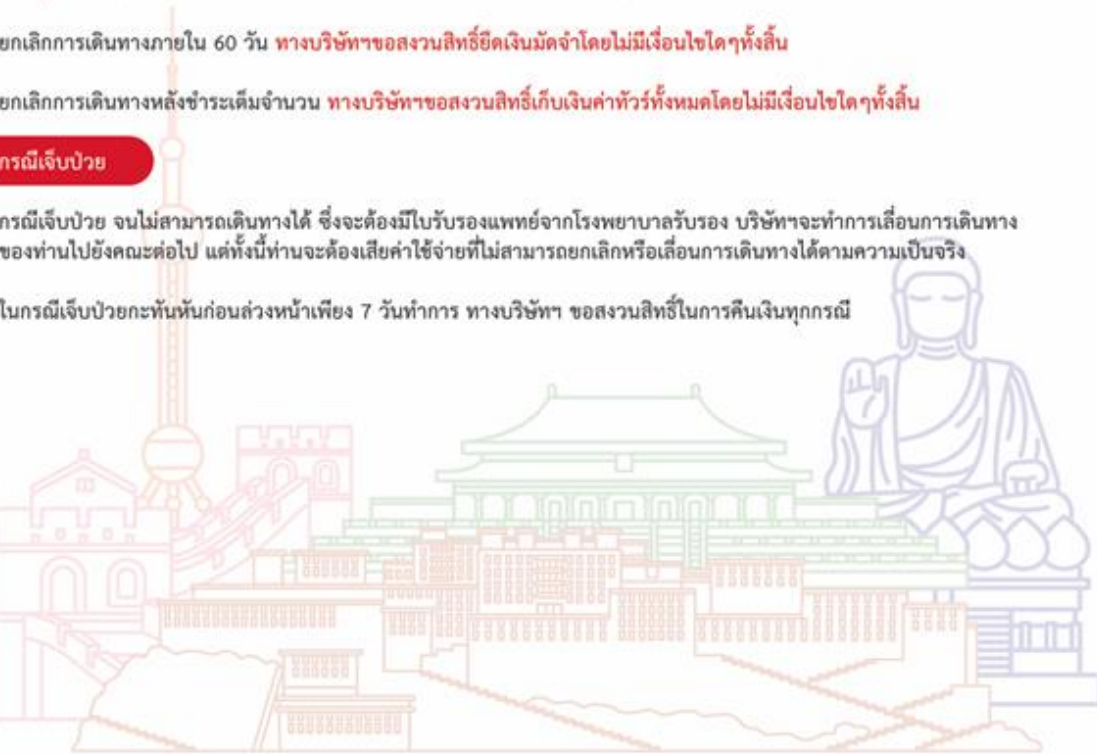 ยกเลิกการเดินทางภายใน 60 วัน ทางบริษัทฯขอสงวนสิทธิ์ยึดเงินมัดจำโดยไม่มีเงื่อนไขใดๆทั้งสิ้น
ยกเลิกการเดินทางหลังชำระเต็มจำนวน ทางบริษัทฯขอสงวนสิทธิ์เก็บเงินค่าทัวร์ทั้งหมดโดยไม่มีเงื่อนไขใดๆทั้งสิ้น
กรณีเจ็บป่วย
กรณีเจ็บป่วย จนไม่สามารถเดินทางได้ ซึ่งจะต้องมีใบรับรองแพทย์จากโรงพยาบาลรับรอง บริษัทฯจะทำการเลื่อนการเดินทาง
ของท่านไปยังคณะต่อไป แต่ทั้งนี้ท่านจะต้องเสียค่าใช้จ่ายที่ไม่สามารถยกเลิกหรือเลื่อนการเดินทางได้ตามความเป็นจริง
ในกรณีเจ็บป่วยกะทันหันก่อนล่วงหน้าเพียง 7 วันทำการ ทางบริษัทฯ ขอสงวนสิทธิ์ในการคืนเงินทุกกรณี